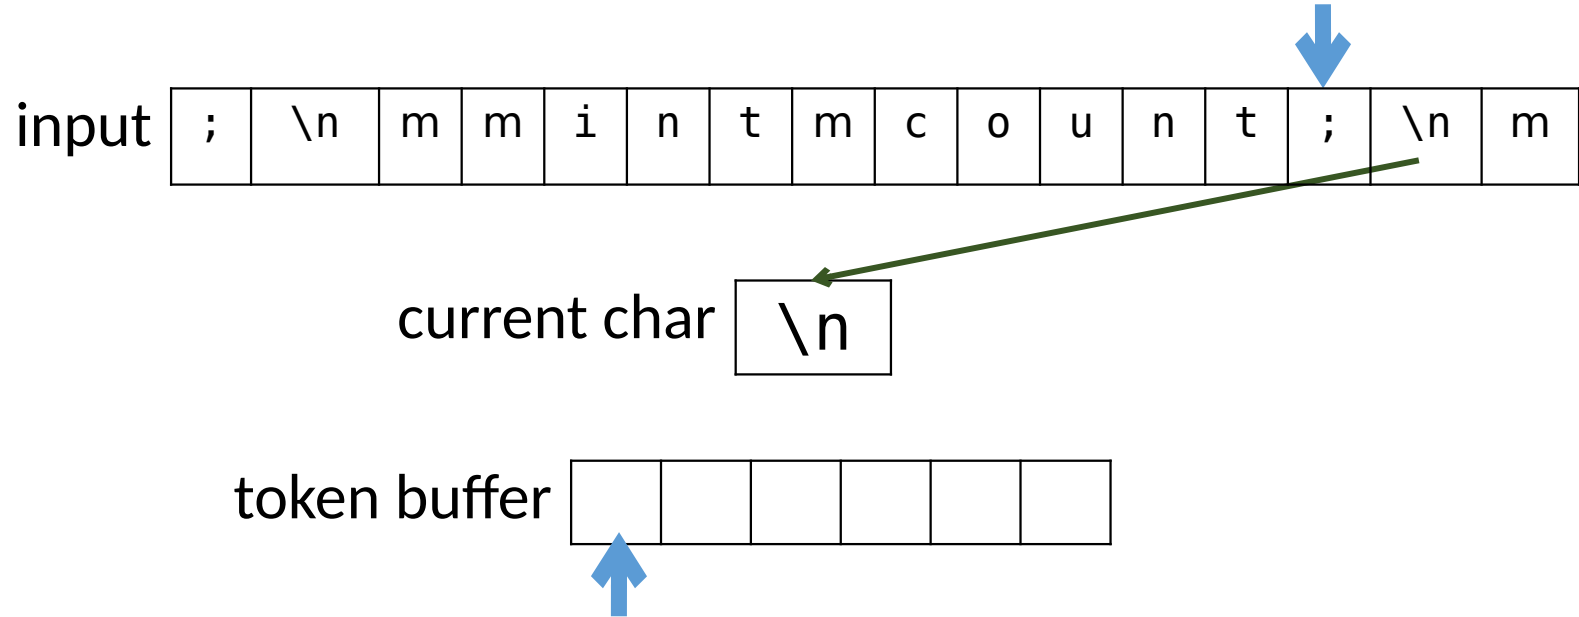 input ; \n m m i n t m c o u n t ; \n m
current char \n
token buffer